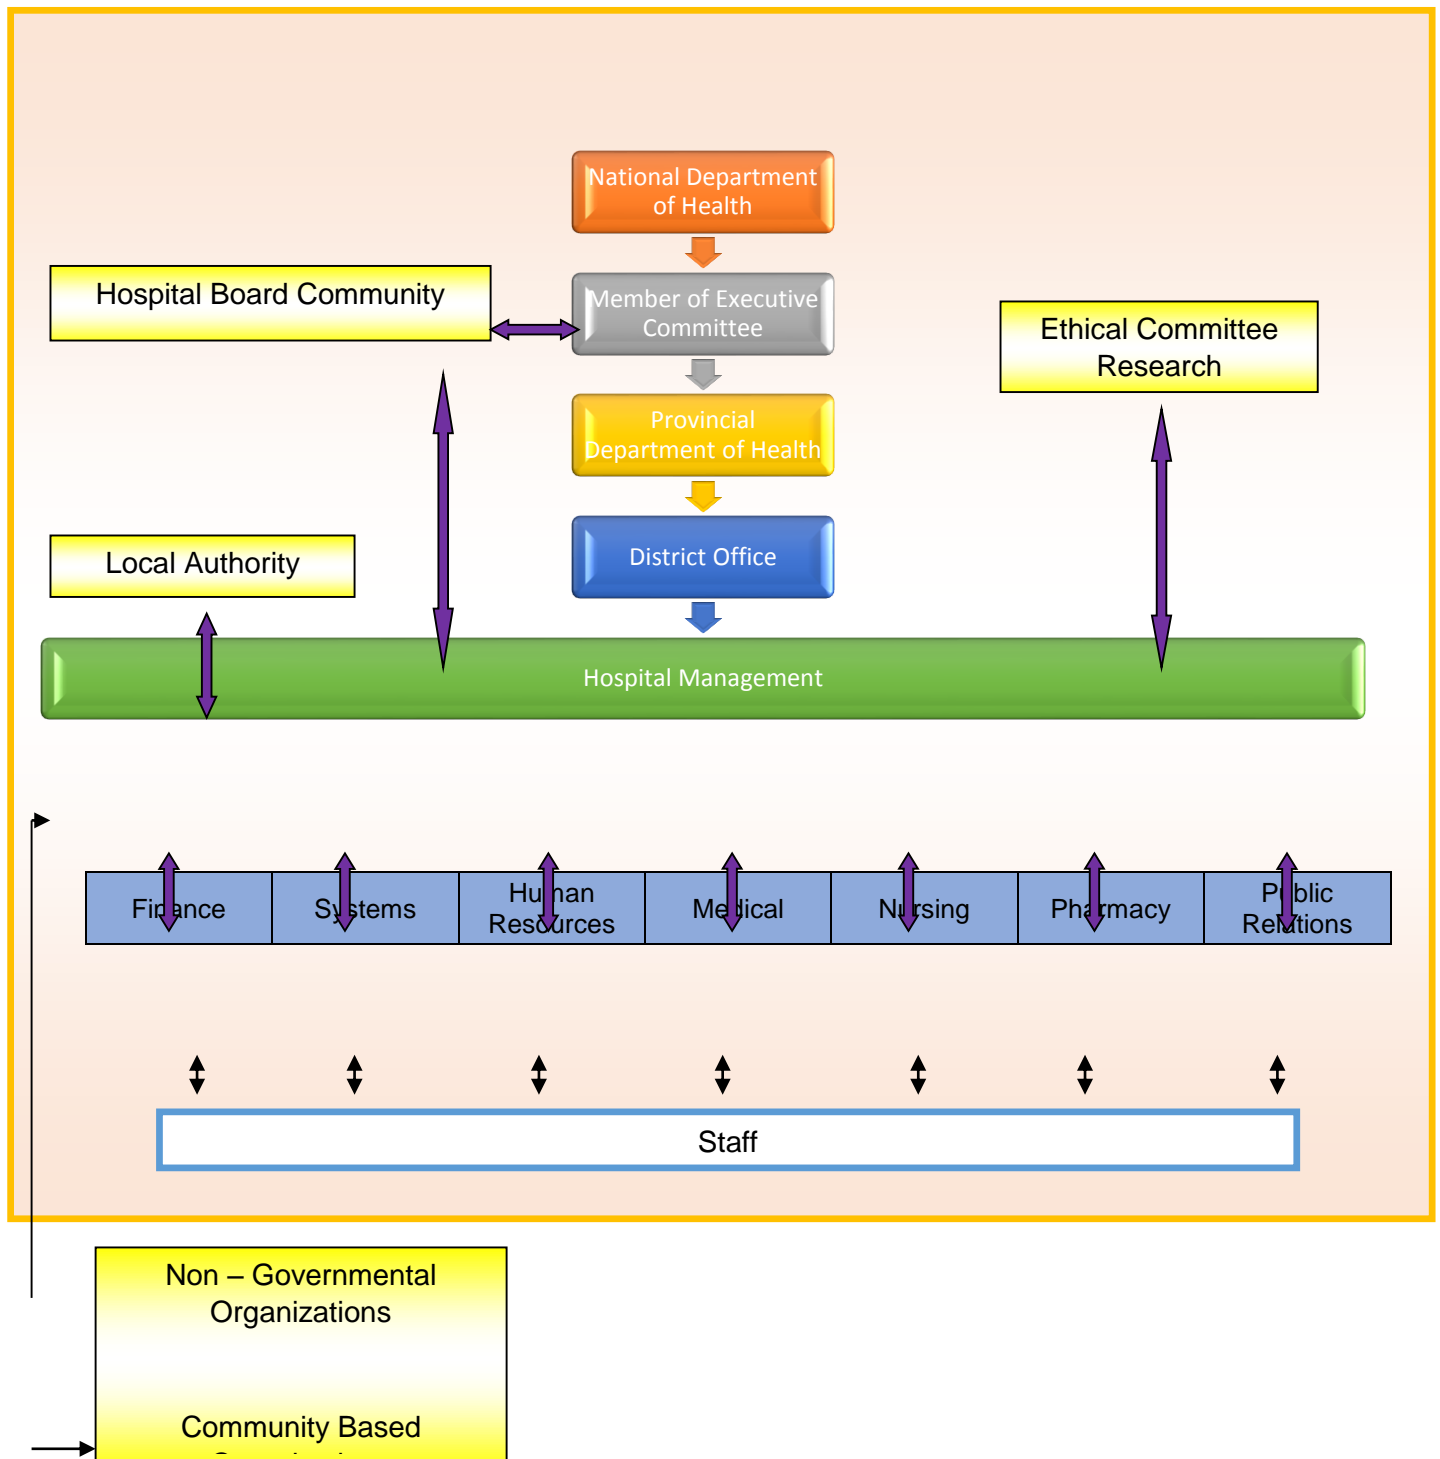 National Department
of Health
Hospital Board Community
Member of Executive
Committee
Ethical Committee
Research
Provincial
Department of Health
Local Authority
District Office
Hospital Management
Finance
Systems
Human
Resources
Medical
Nursing
Pharmacy
Public
Relations
Staff
Non – Governmental
Organizations
Community Based